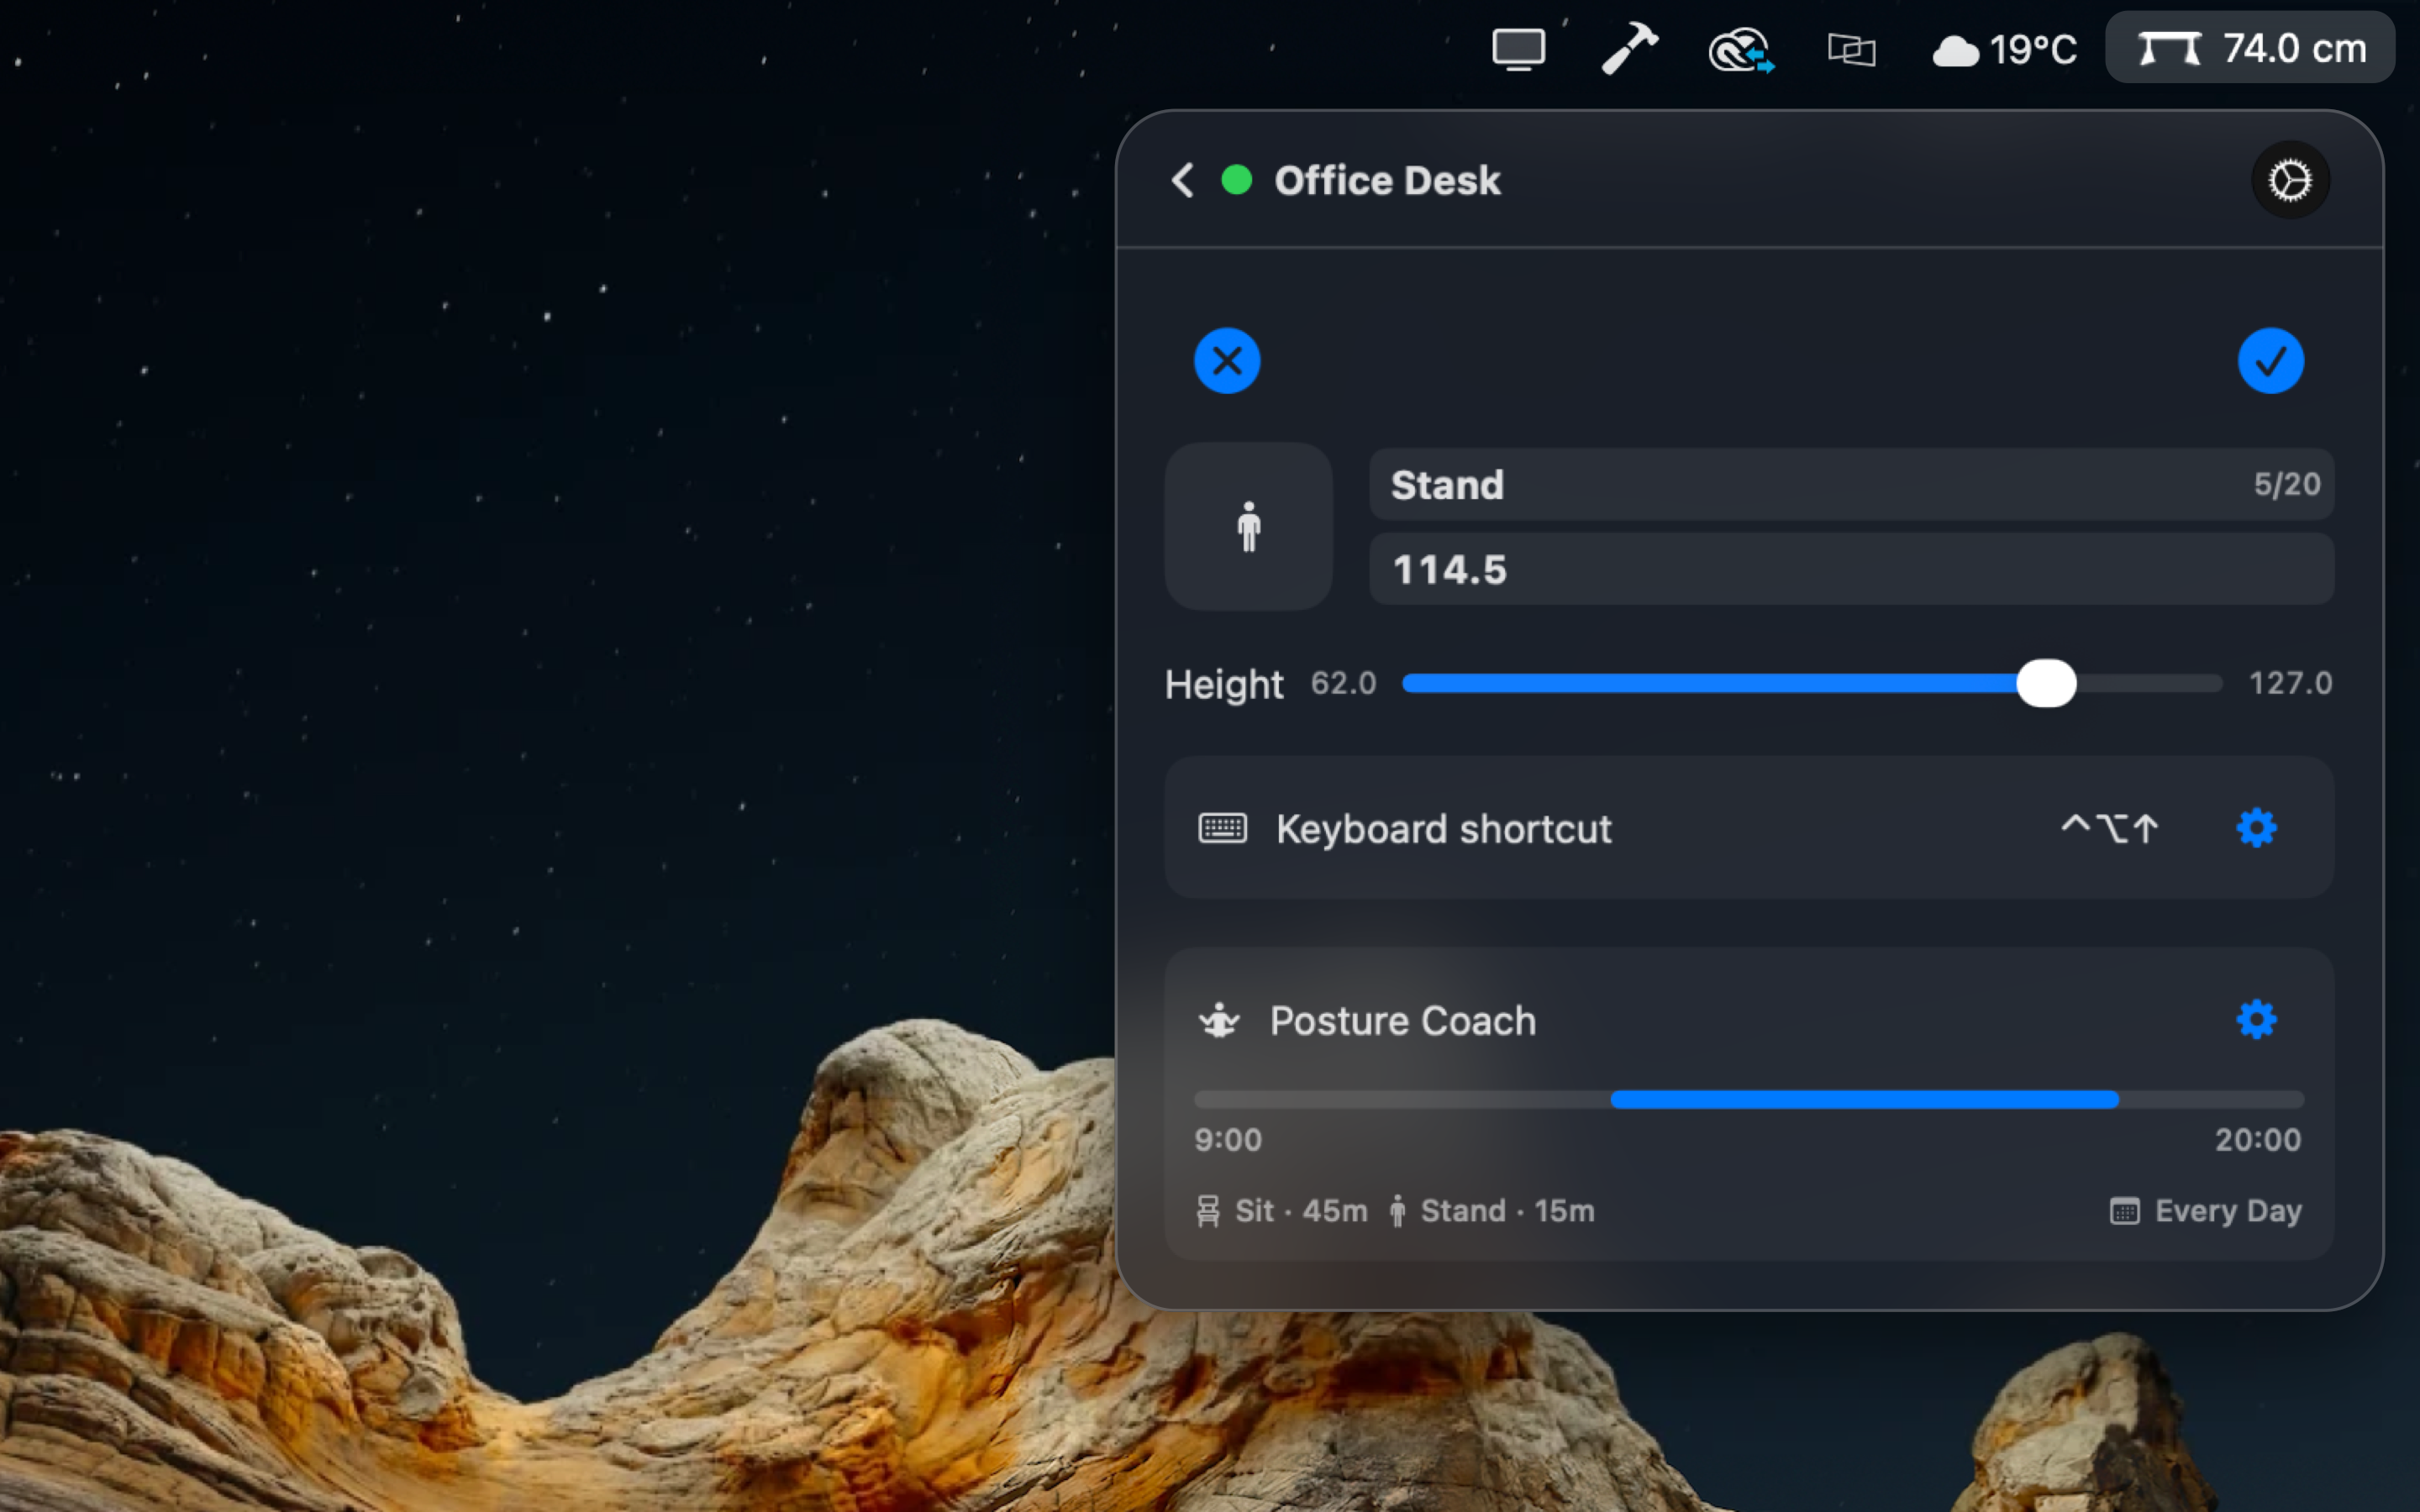 19°C 74.0 cm
Office Desk
Stand 5/20
114.5
Height 62.0 127.0
Keyboard shortcut ^⌥↑
Posture Coach
9:00 20:00
Sit · 45m Stand · 15m Every Day